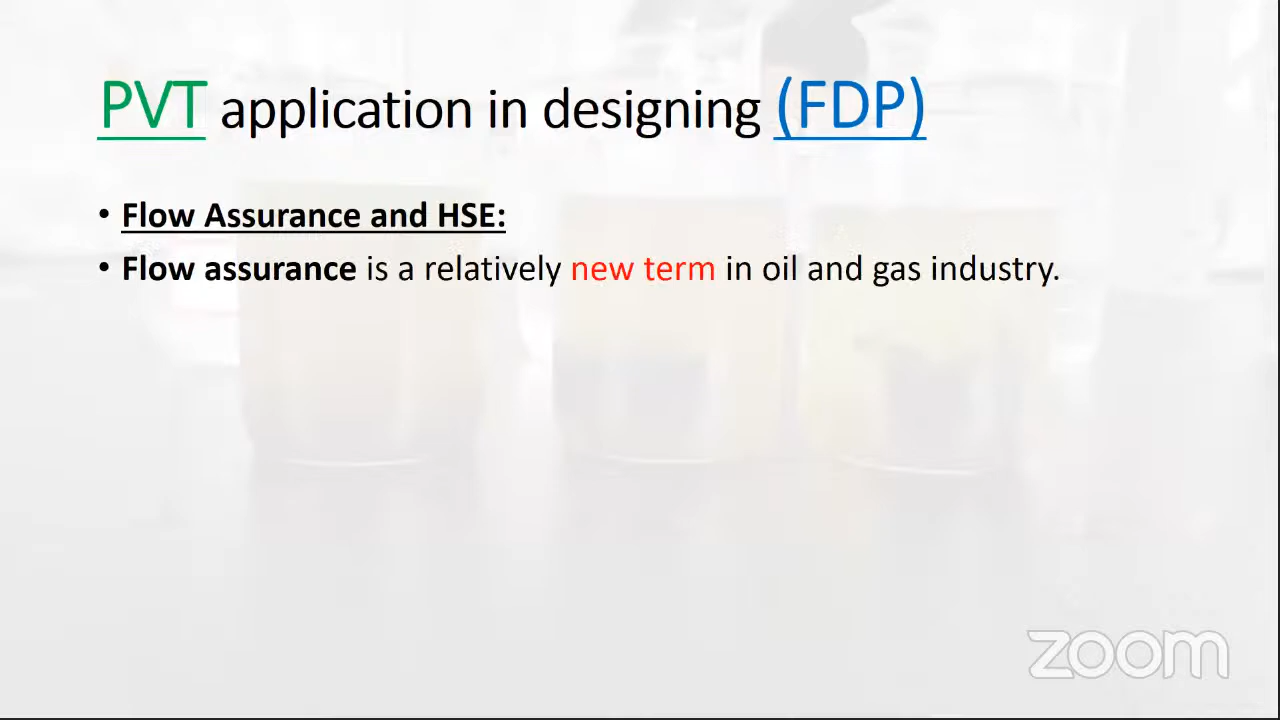 PVT application in designing (FDP)
• Flow Assurance and HSE:
• Flow assurance is a relatively new term in oil and gas industry.
zoom